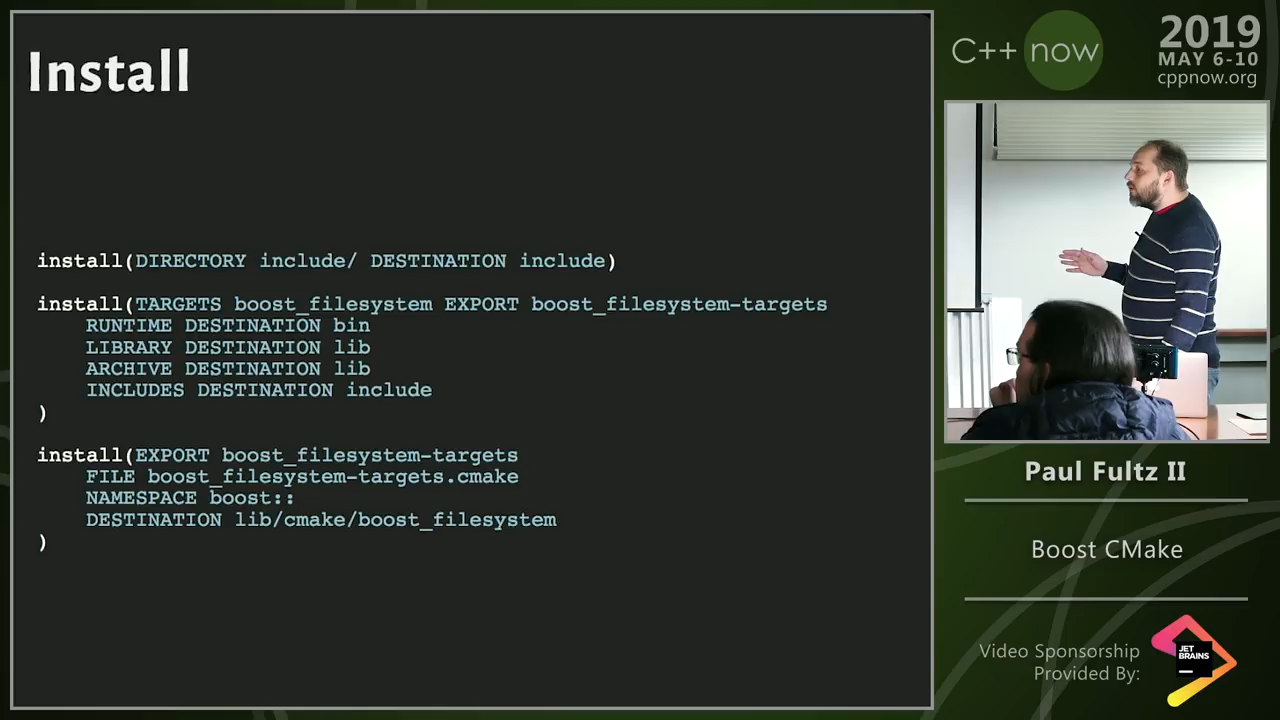 Install
install(DIRECTORY include/ DESTINATION include)
install(TARGETS boost_filesystem EXPORT boost_filesystem-targets
    RUNTIME DESTINATION bin
    LIBRARY DESTINATION lib
    ARCHIVE DESTINATION lib
    INCLUDES DESTINATION include
)
install(EXPORT boost_filesystem-targets
    FILE boost_filesystem-targets.cmake
    NAMESPACE boost::
    DESTINATION lib/cmake/boost_filesystem
)
C++ now
2019
MAY 6-10
cppnow.org
Paul Fultz II
Boost CMake
Video Sponsorship
Provided By:
JET
BRAINS